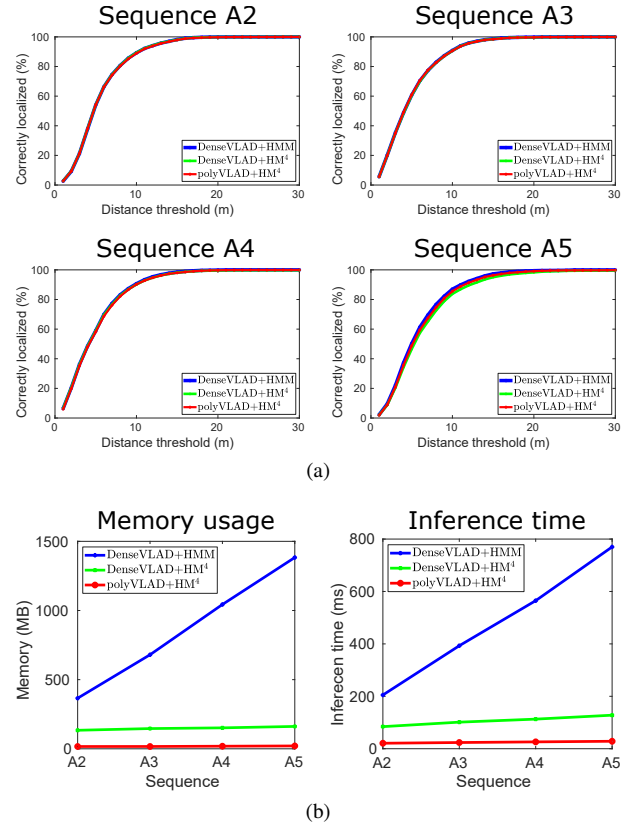 Sequence A2
Correctly localized (%)
100
80
60
40
20
0
DenseVLAD+HMM
DenseVLAD+HM⁴
polyVLAD+HM⁴
0 10 20 30
Distance threshold (m)
Sequence A3
Correctly localized (%)
100
80
60
40
20
0
DenseVLAD+HMM
DenseVLAD+HM⁴
polyVLAD+HM⁴
0 10 20 30
Distance threshold (m)
Sequence A4
Correctly localized (%)
100
80
60
40
20
0
DenseVLAD+HMM
DenseVLAD+HM⁴
polyVLAD+HM⁴
0 10 20 30
Distance threshold (m)
Sequence A5
Correctly localized (%)
100
80
60
40
20
0
DenseVLAD+HMM
DenseVLAD+HM⁴
polyVLAD+HM⁴
0 10 20 30
Distance threshold (m)
(a)
Memory usage
Memory (MB)
1500
1000
500
0
DenseVLAD+HMM
DenseVLAD+HM⁴
polyVLAD+HM⁴
A2 A3 A4 A5
Sequence
Inference time
Inferecen time (ms)
800
600
400
200
0
DenseVLAD+HMM
DenseVLAD+HM⁴
polyVLAD+HM⁴
A2 A3 A4 A5
Sequence
(b)